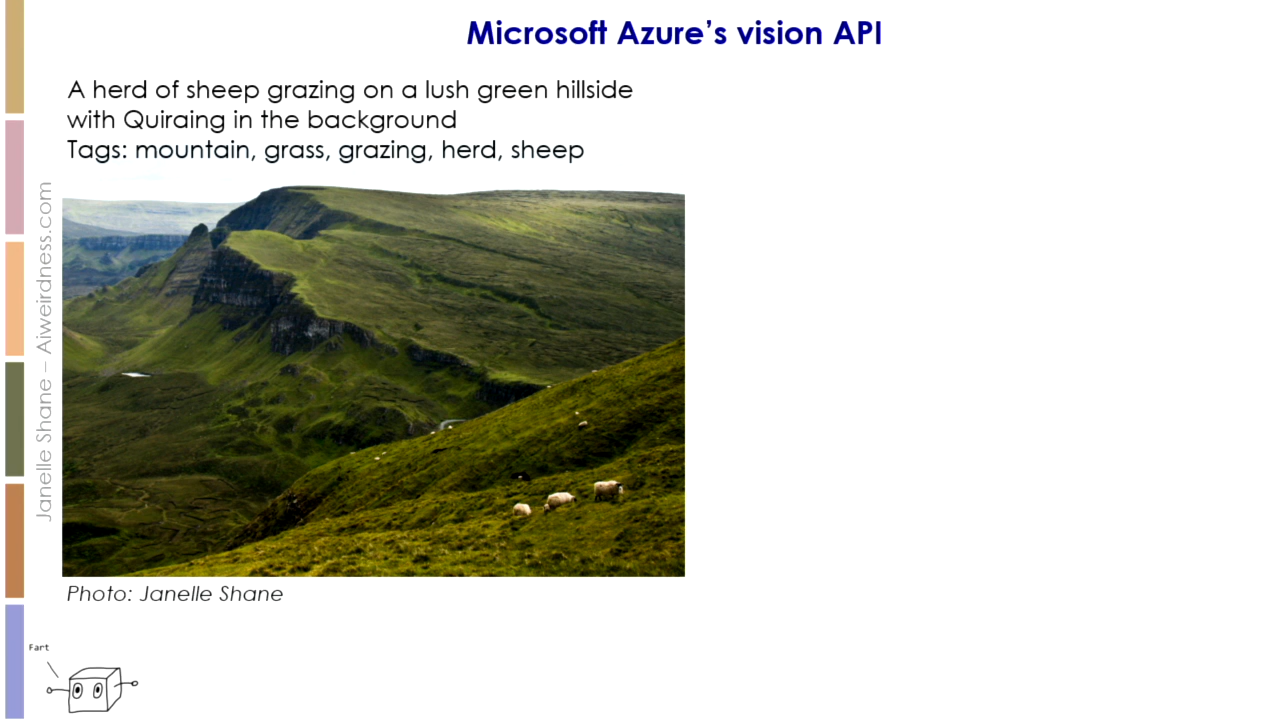 Microsoft Azure’s vision API
A herd of sheep grazing on a lush green hillside
with Quiraing in the background
Tags: mountain, grass, grazing, herd, sheep
Janelle Shane – Aiweirdness.com
Photo: Janelle Shane
Fart